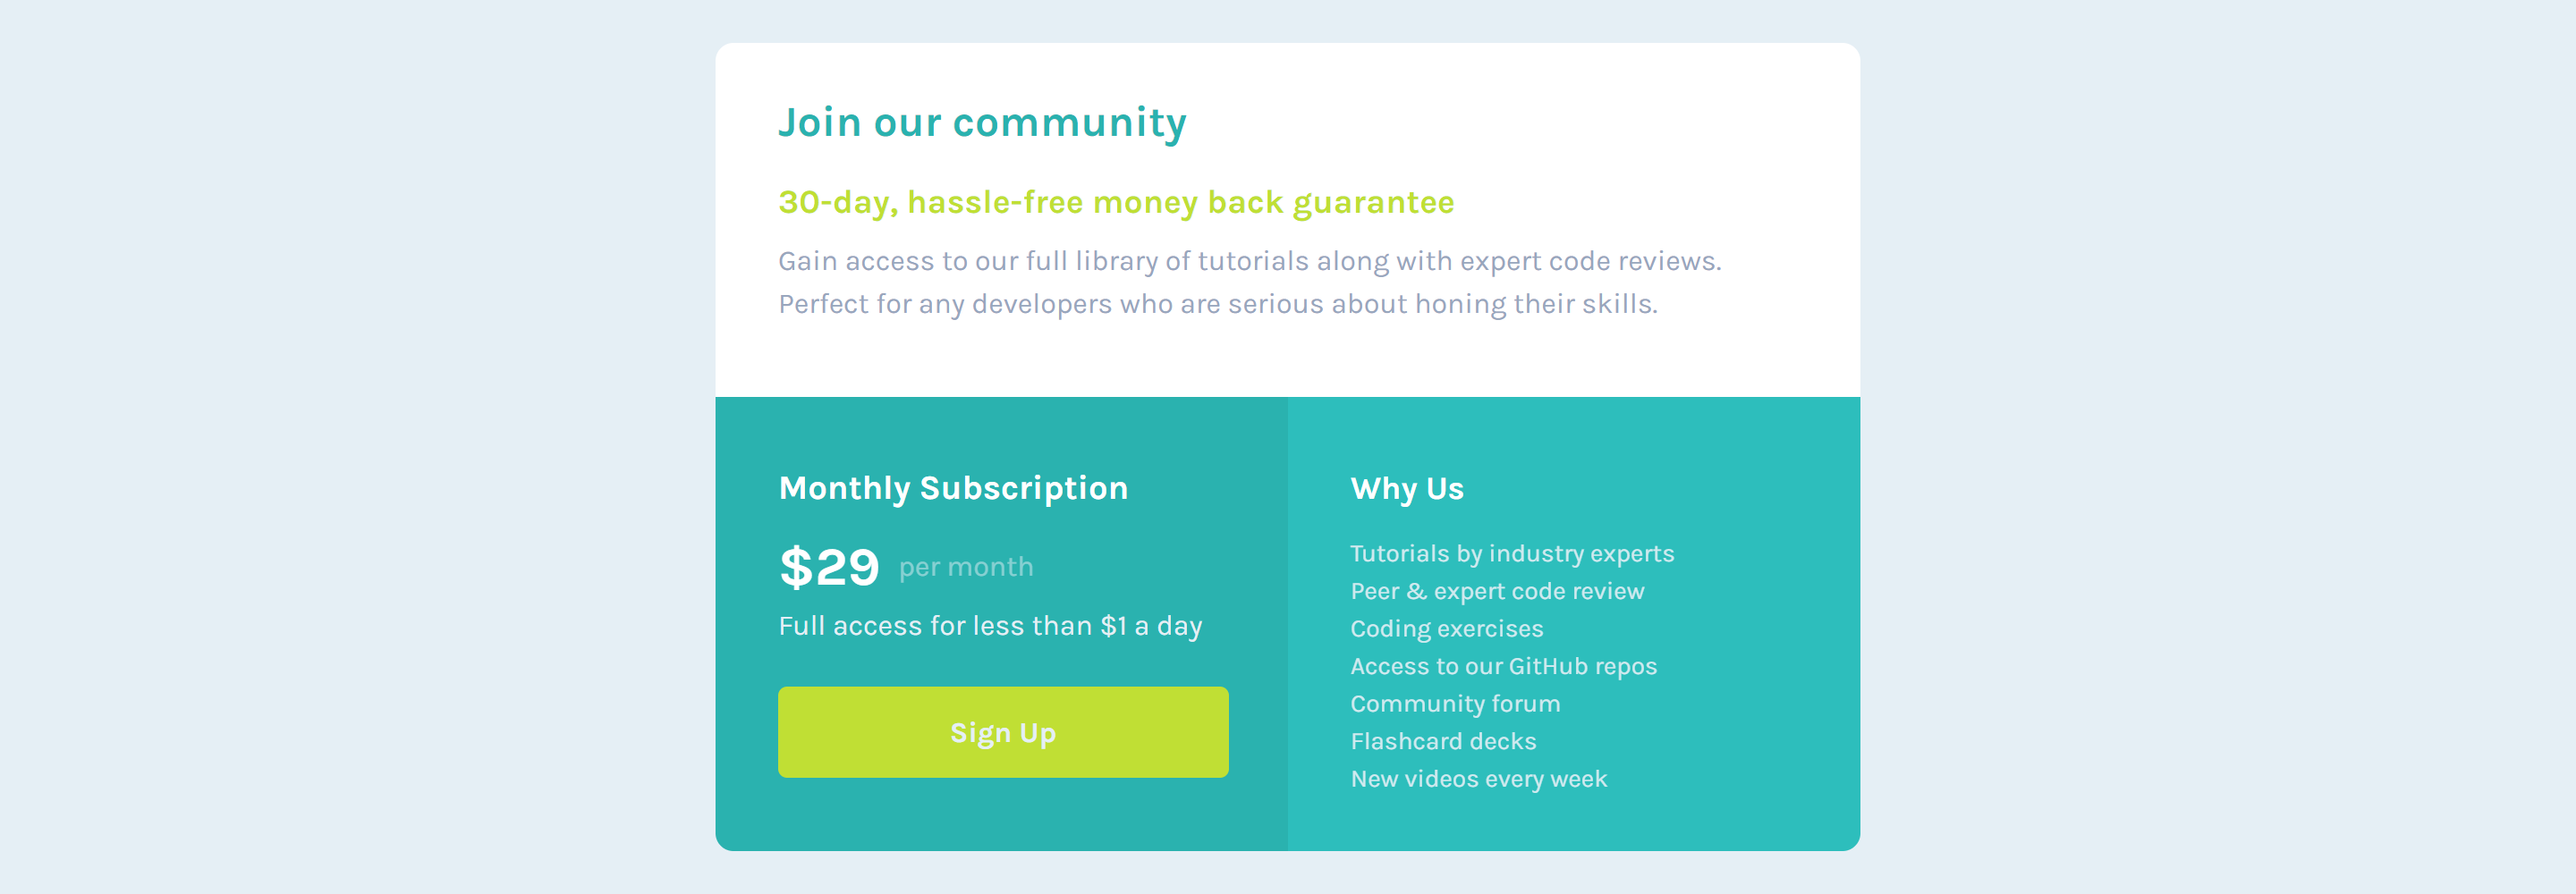 Join our community
30-day, hassle-free money back guarantee
Gain access to our full library of tutorials along with expert code reviews.
Perfect for any developers who are serious about honing their skills.
Monthly Subscription
$29 per month
Full access for less than $1 a day
Sign Up
Why Us
Tutorials by industry experts
Peer & expert code review
Coding exercises
Access to our GitHub repos
Community forum
Flashcard decks
New videos every week